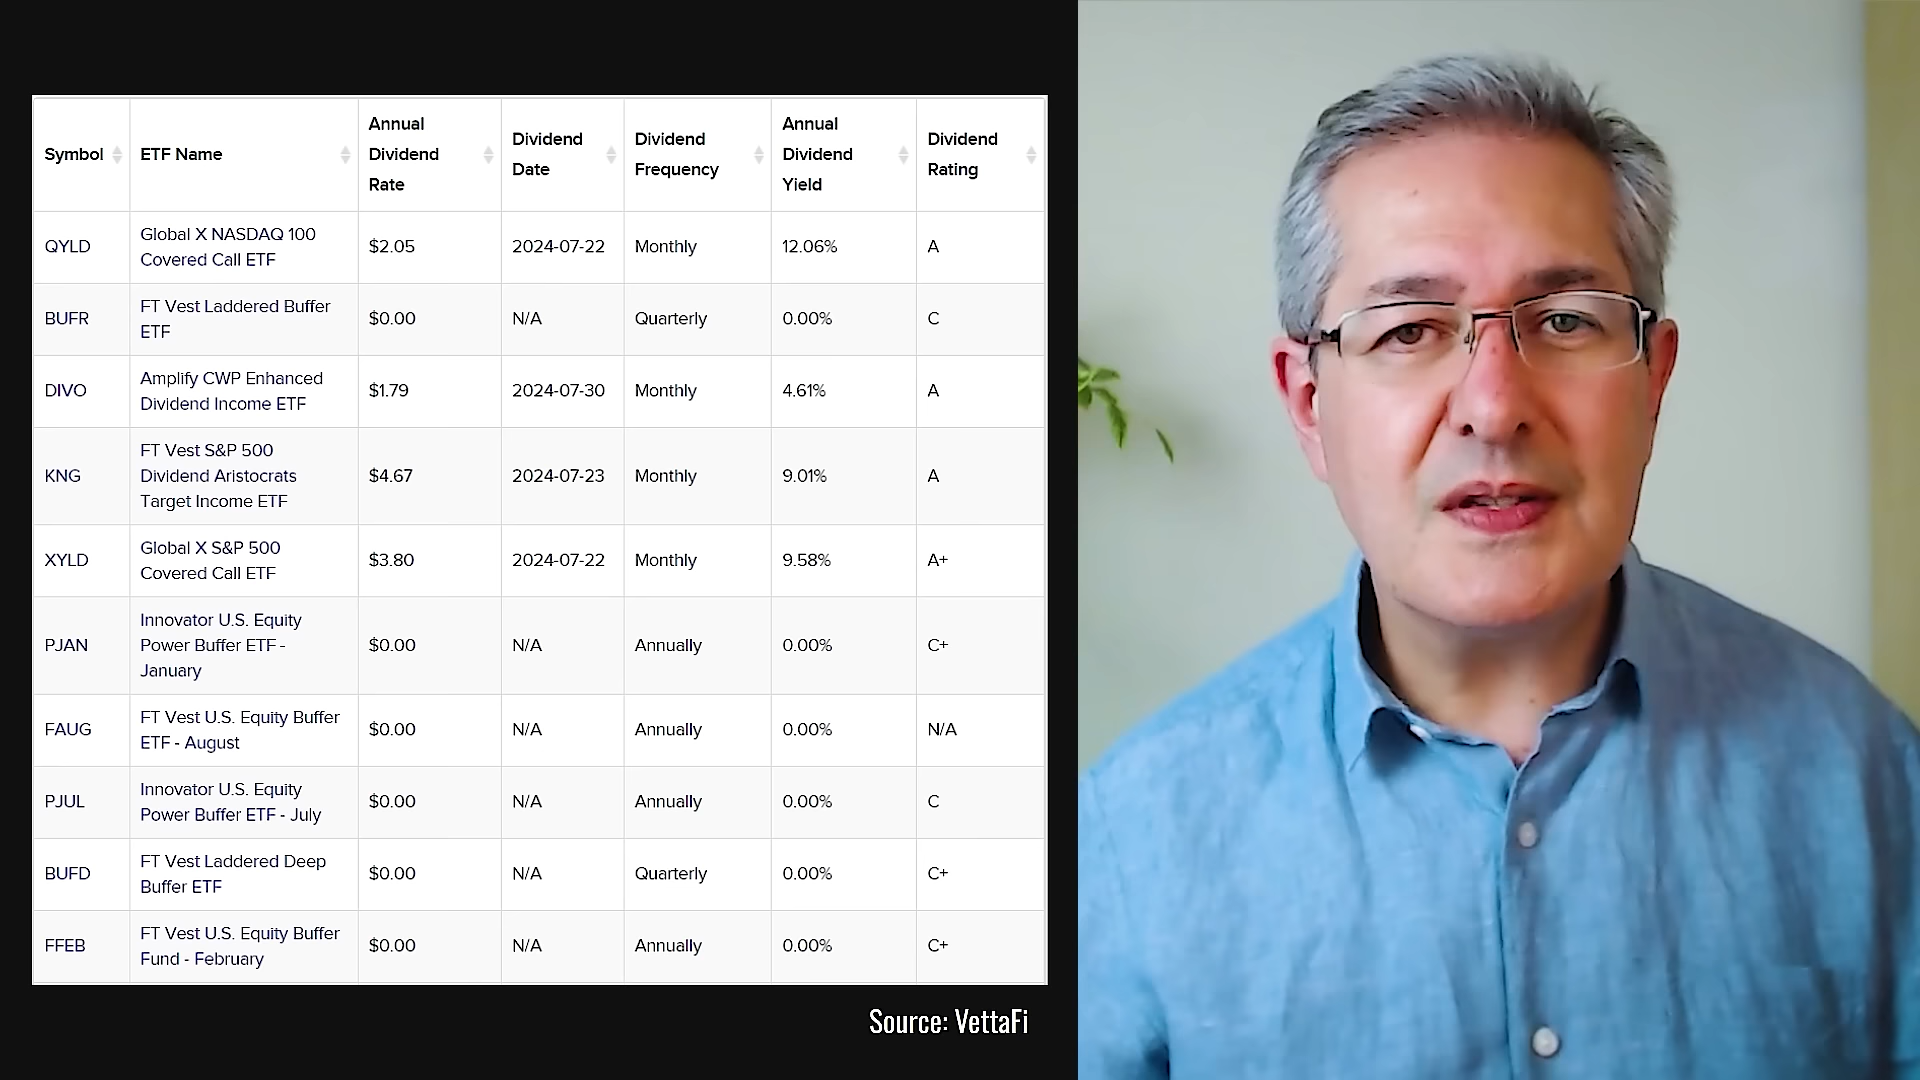 Symbol
ETF Name
Annual
Dividend
Rate
Dividend
Date
Dividend
Frequency
Annual
Dividend
Yield
Dividend
Rating
QYLD
Global X NASDAQ 100
Covered Call ETF
$2.05
2024-07-22
Monthly
12.06%
A
BUFR
FT Vest Laddered Buffer
ETF
$0.00
N/A
Quarterly
0.00%
C
DIVO
Amplify CWP Enhanced
Dividend Income ETF
$1.79
2024-07-30
Monthly
4.61%
A
KNG
FT Vest S&P 500
Dividend Aristocrats
Target Income ETF
$4.67
2024-07-23
Monthly
9.01%
A
XYLD
Global X S&P 500
Covered Call ETF
$3.80
2024-07-22
Monthly
9.58%
A+
PJAN
Innovator U.S. Equity
Power Buffer ETF -
January
$0.00
N/A
Annually
0.00%
C+
FAUG
FT Vest U.S. Equity Buffer
ETF - August
$0.00
N/A
Annually
0.00%
N/A
PJUL
Innovator U.S. Equity
Power Buffer ETF - July
$0.00
N/A
Annually
0.00%
C
BUFD
FT Vest Laddered Deep
Buffer ETF
$0.00
N/A
Quarterly
0.00%
C+
FFEB
FT Vest U.S. Equity Buffer
Fund - February
$0.00
N/A
Annually
0.00%
C+
Source: VettaFi